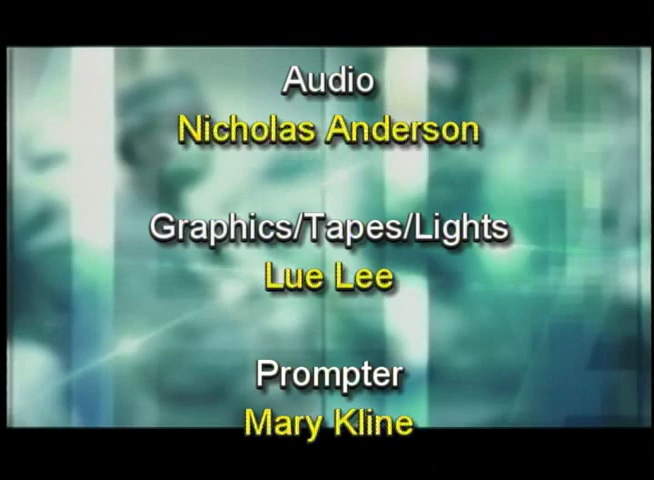 Audio
Nicholas Anderson
Graphics/Tapes/Lights
Lue Lee
Prompter
Mary Kline